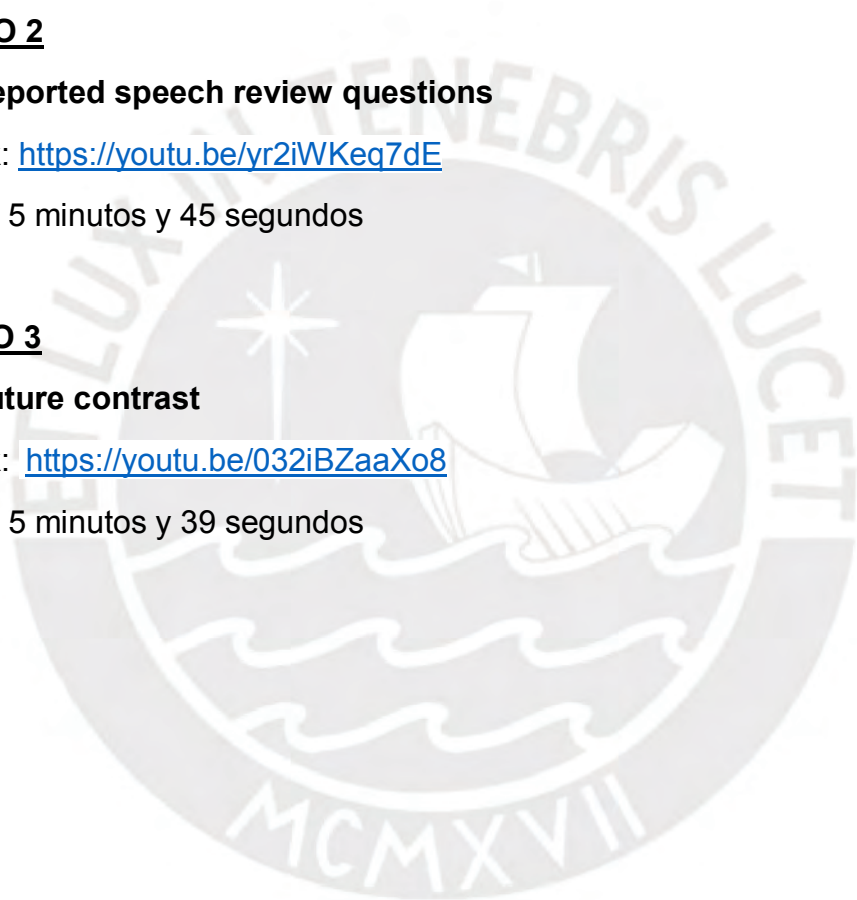 O 2
eported speech review questions
: https://youtu.be/yr2iWKeq7dE
5 minutos y 45 segundos
O 3
uture contrast
: https://youtu.be/032iBZaaXo8
5 minutos y 39 segundos
ET LUX IN TENEBRIS LUCET
MCMXVII